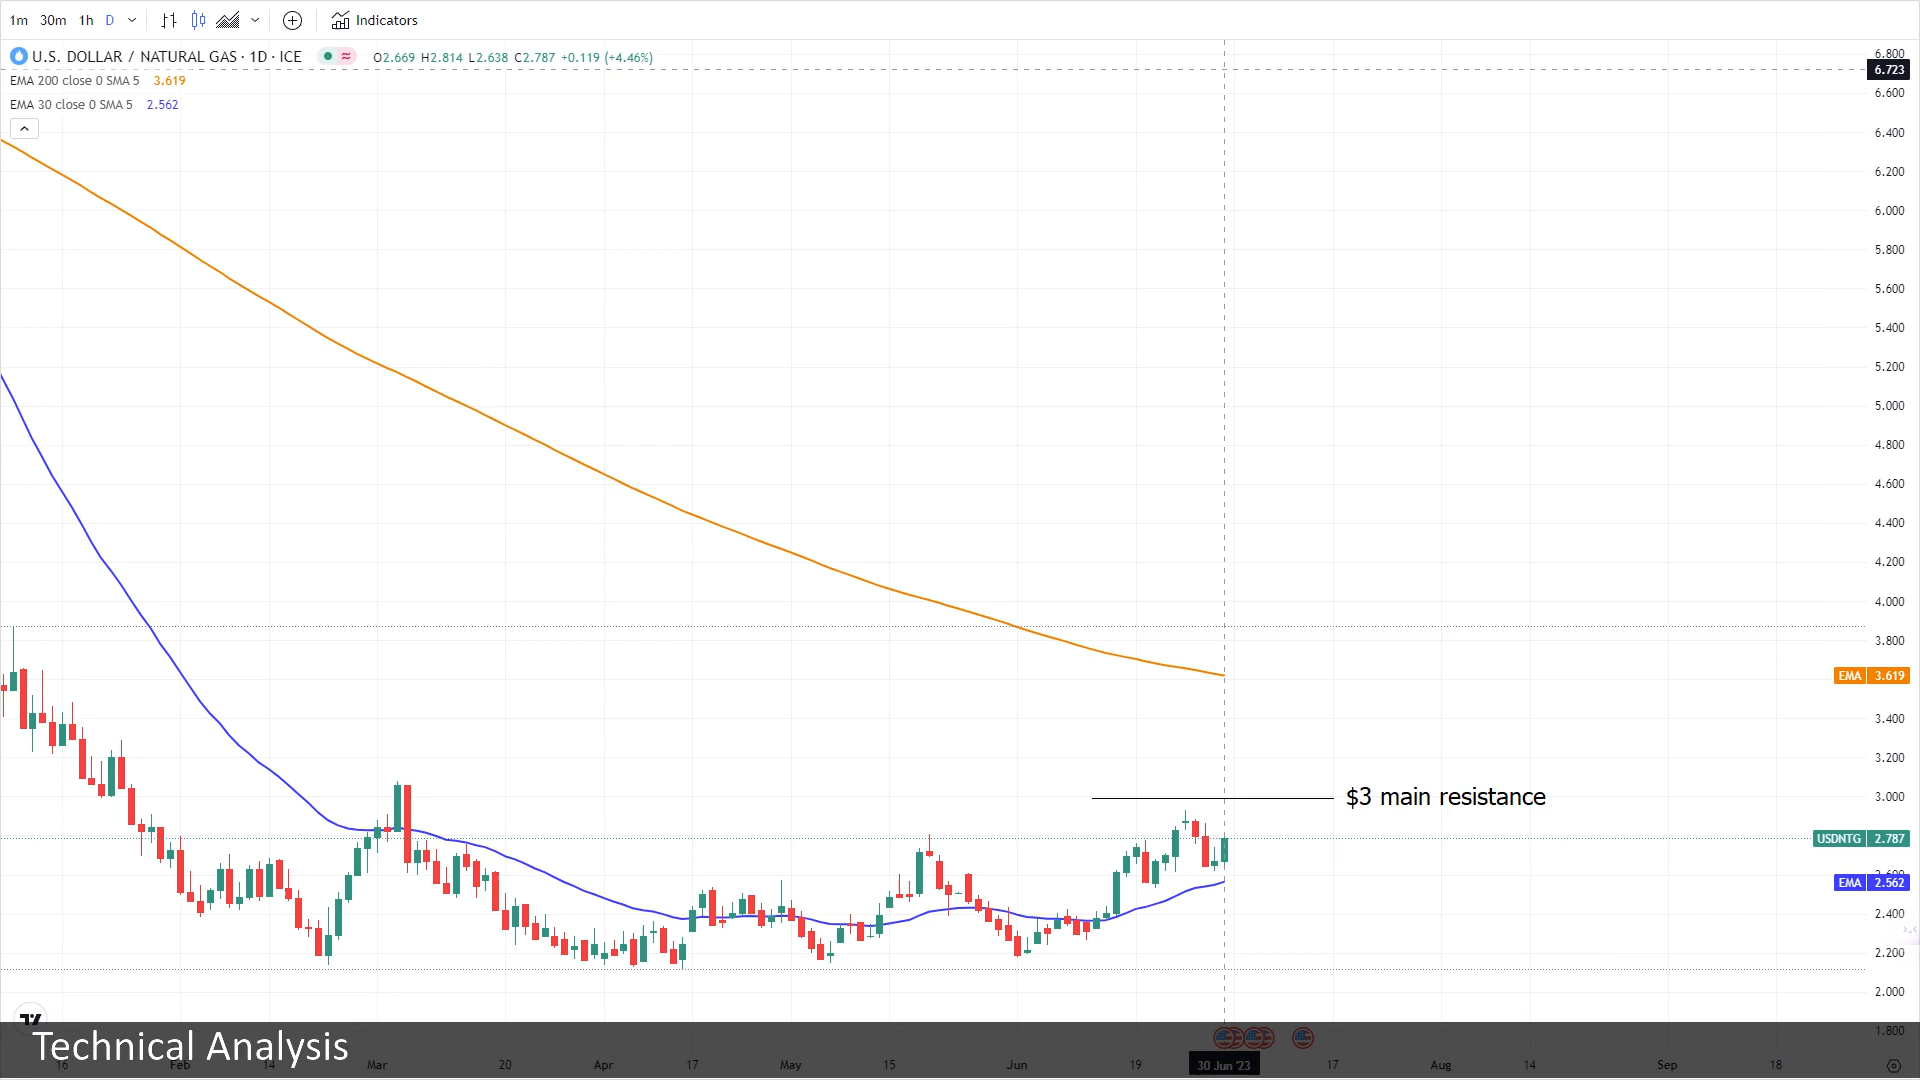 1m 30m 1h D Indicators
U.S. DOLLAR / NATURAL GAS · 1D · ICE O2.669 H2.814 L2.638 C2.787 +0.119 (+4.46%)
EMA 200 close 0 SMA 5 3.619
EMA 30 close 0 SMA 5 2.562
6.800
6.723
6.600
6.400
6.200
6.000
5.800
5.600
5.400
5.200
5.000
4.800
4.600
4.400
4.200
4.000
3.800
EMA 3.619
3.400
3.200
3.000
$3 main resistance
USDNTG 2.787
EMA 2.562
2.400
2.200
2.000
1.800
Technical Analysis
16 Feb 14 Mar 20 Apr 17 May 15 Jun 19 30 Jun '23 17 Aug 14 Sep 18